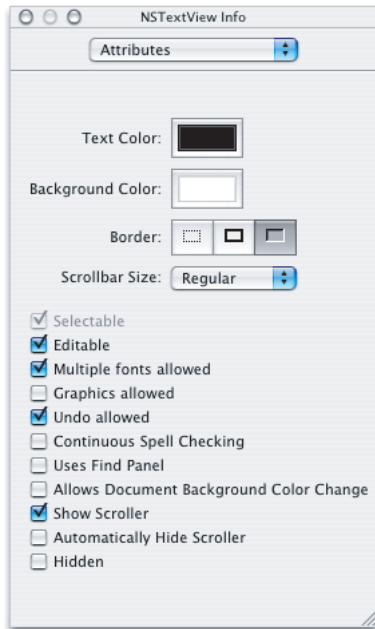 NSTextView Info
Attributes
Text Color:
Background Color:
Border:
Scrollbar Size: Regular
Selectable
Editable
Multiple fonts allowed
Graphics allowed
Undo allowed
Continuous Spell Checking
Uses Find Panel
Allows Document Background Color Change
Show Scroller
Automatically Hide Scroller
Hidden